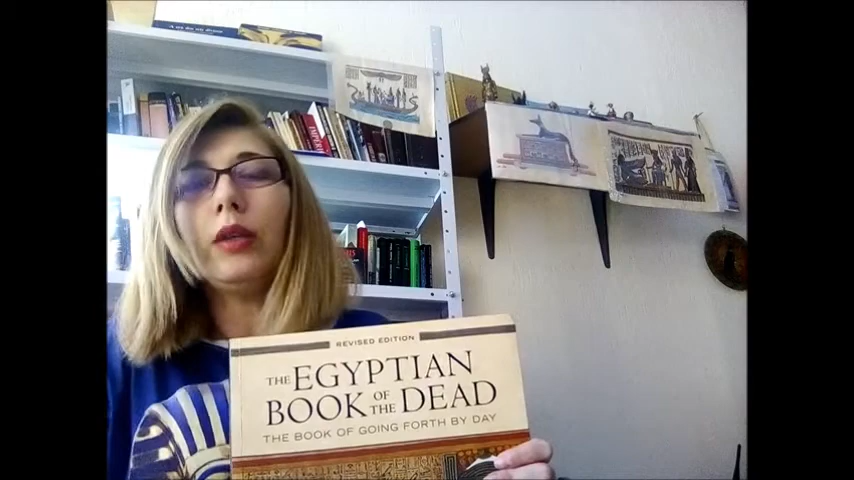 REVISED EDITION
THE EGYPTIAN
BOOK OF THE DEAD
THE BOOK OF GOING FORTH BY DAY